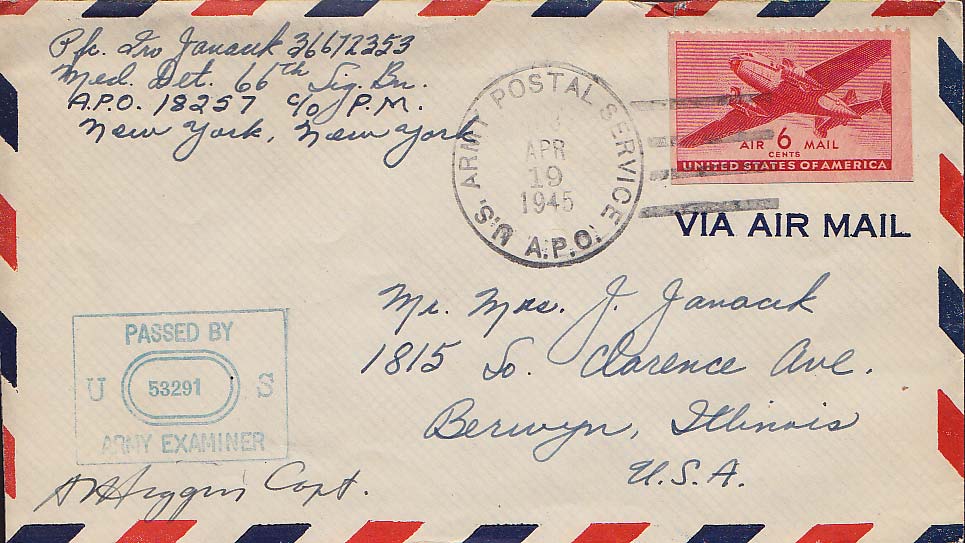 Pfc. Iro Janacek 36672353
Med. Det. 66th Sig. Bn.
A.P.O. 18257 c/o P.M.
New York, New York
U.S. ARMY POSTAL SERVICE
APR
19
1945
A.P.O.
AIR 6 MAIL
CENTS
UNITED STATES OF AMERICA
VIA AIR MAIL
Mr. Mrs. J. Janacek
1815 So. Clarence Ave.
Berwyn, Illinois
U.S.A.
PASSED BY
U 53291 S
ARMY EXAMINER
Higgins Capt.